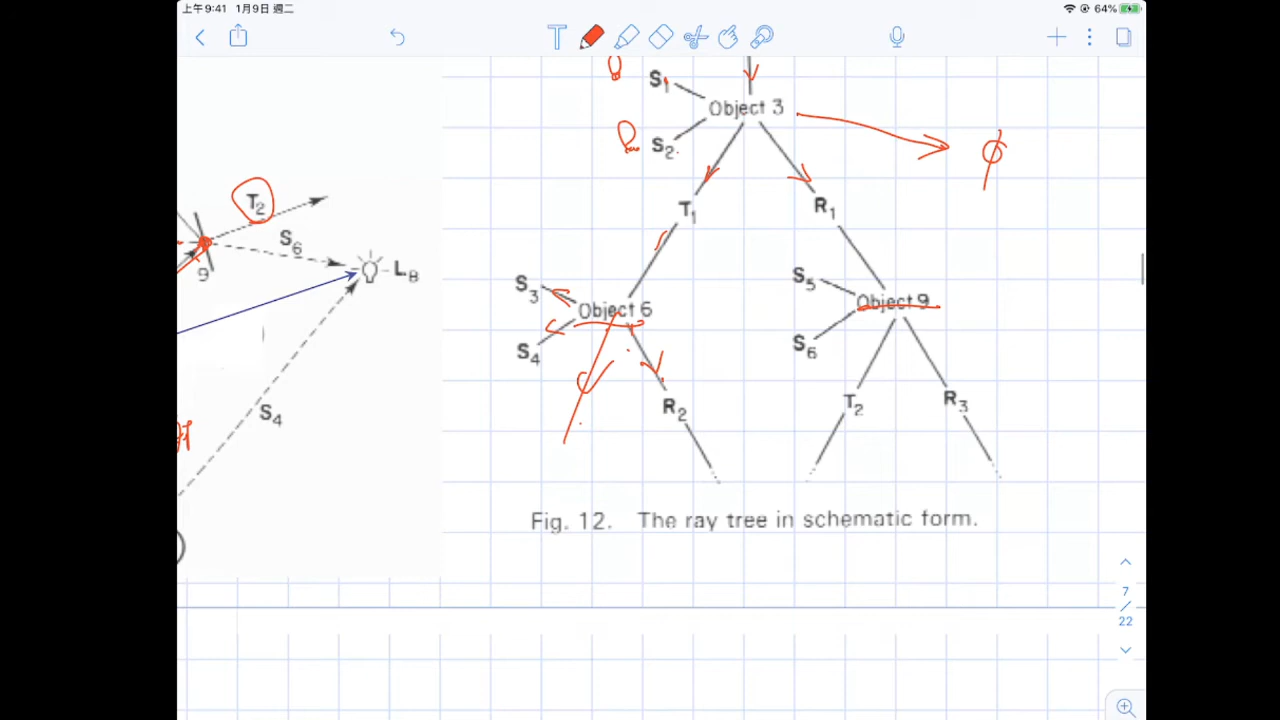 上午9:41 1月9日 週二
64%
T
S1
Object 3
S2
ϕ
T2
S6
9
L8
S4
T1
R1
S3
Object 6
S4
R2
S5
Object 9
S6
T2
R3
Fig. 12. The ray tree in schematic form.
7
/
22